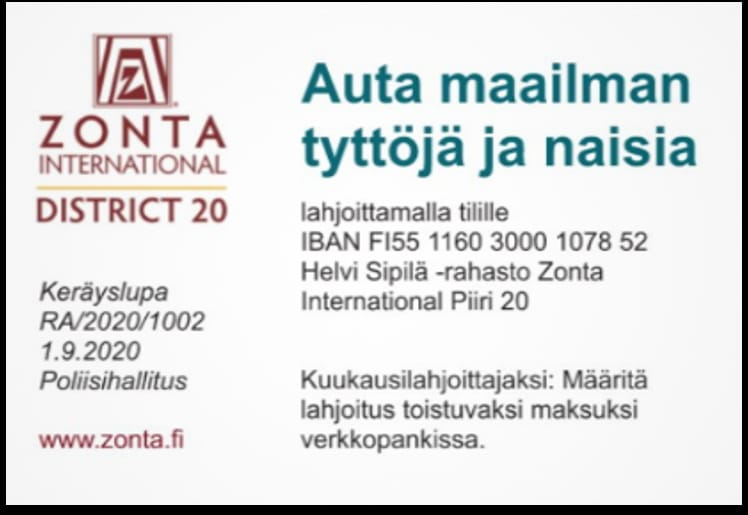 ZONTA
INTERNATIONAL
DISTRICT 20
Keräyslupa
RA/2020/1002
1.9.2020
Poliisihallitus
www.zonta.fi
Auta maailman
tyttöjä ja naisia
lahjoittamalla tilille
IBAN FI55 1160 3000 1078 52
Helvi Sipilä -rahasto Zonta
International Piiri 20
Kuukausilahjoittajaksi: Määritä
lahjoitus toistuvaksi maksuksi
verkkopankissa.